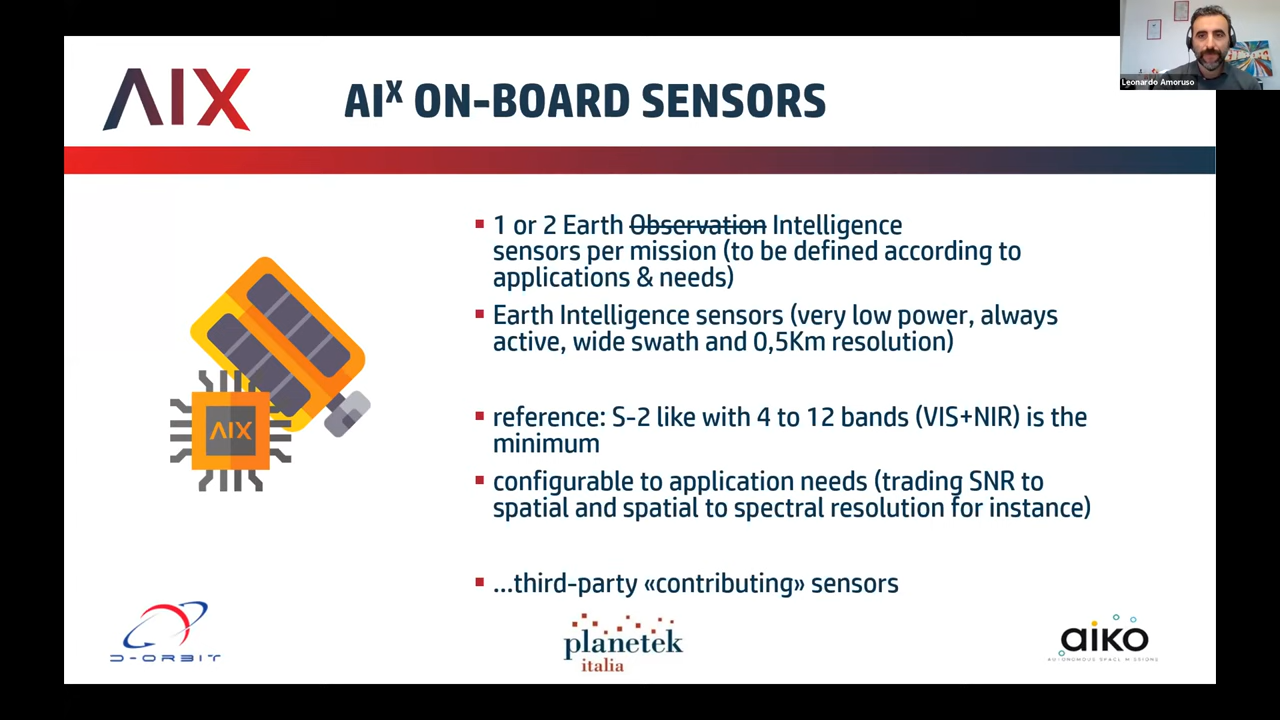 Leonardo Amoruso
AIX
AIX ON-BOARD SENSORS
1 or 2 Earth Observation Intelligence
sensors per mission (to be defined according to
applications & needs)
Earth Intelligence sensors (very low power, always
active, wide swath and 0,5Km resolution)
AIX
reference: S-2 like with 4 to 12 bands (VIS+NIR) is the
minimum
configurable to application needs (trading SNR to
spatial and spatial to spectral resolution for instance)
...third-party «contributing» sensors
D-ORBIT
planetek
italia
aiko
AUTONOMOUS SPACE MISSIONS